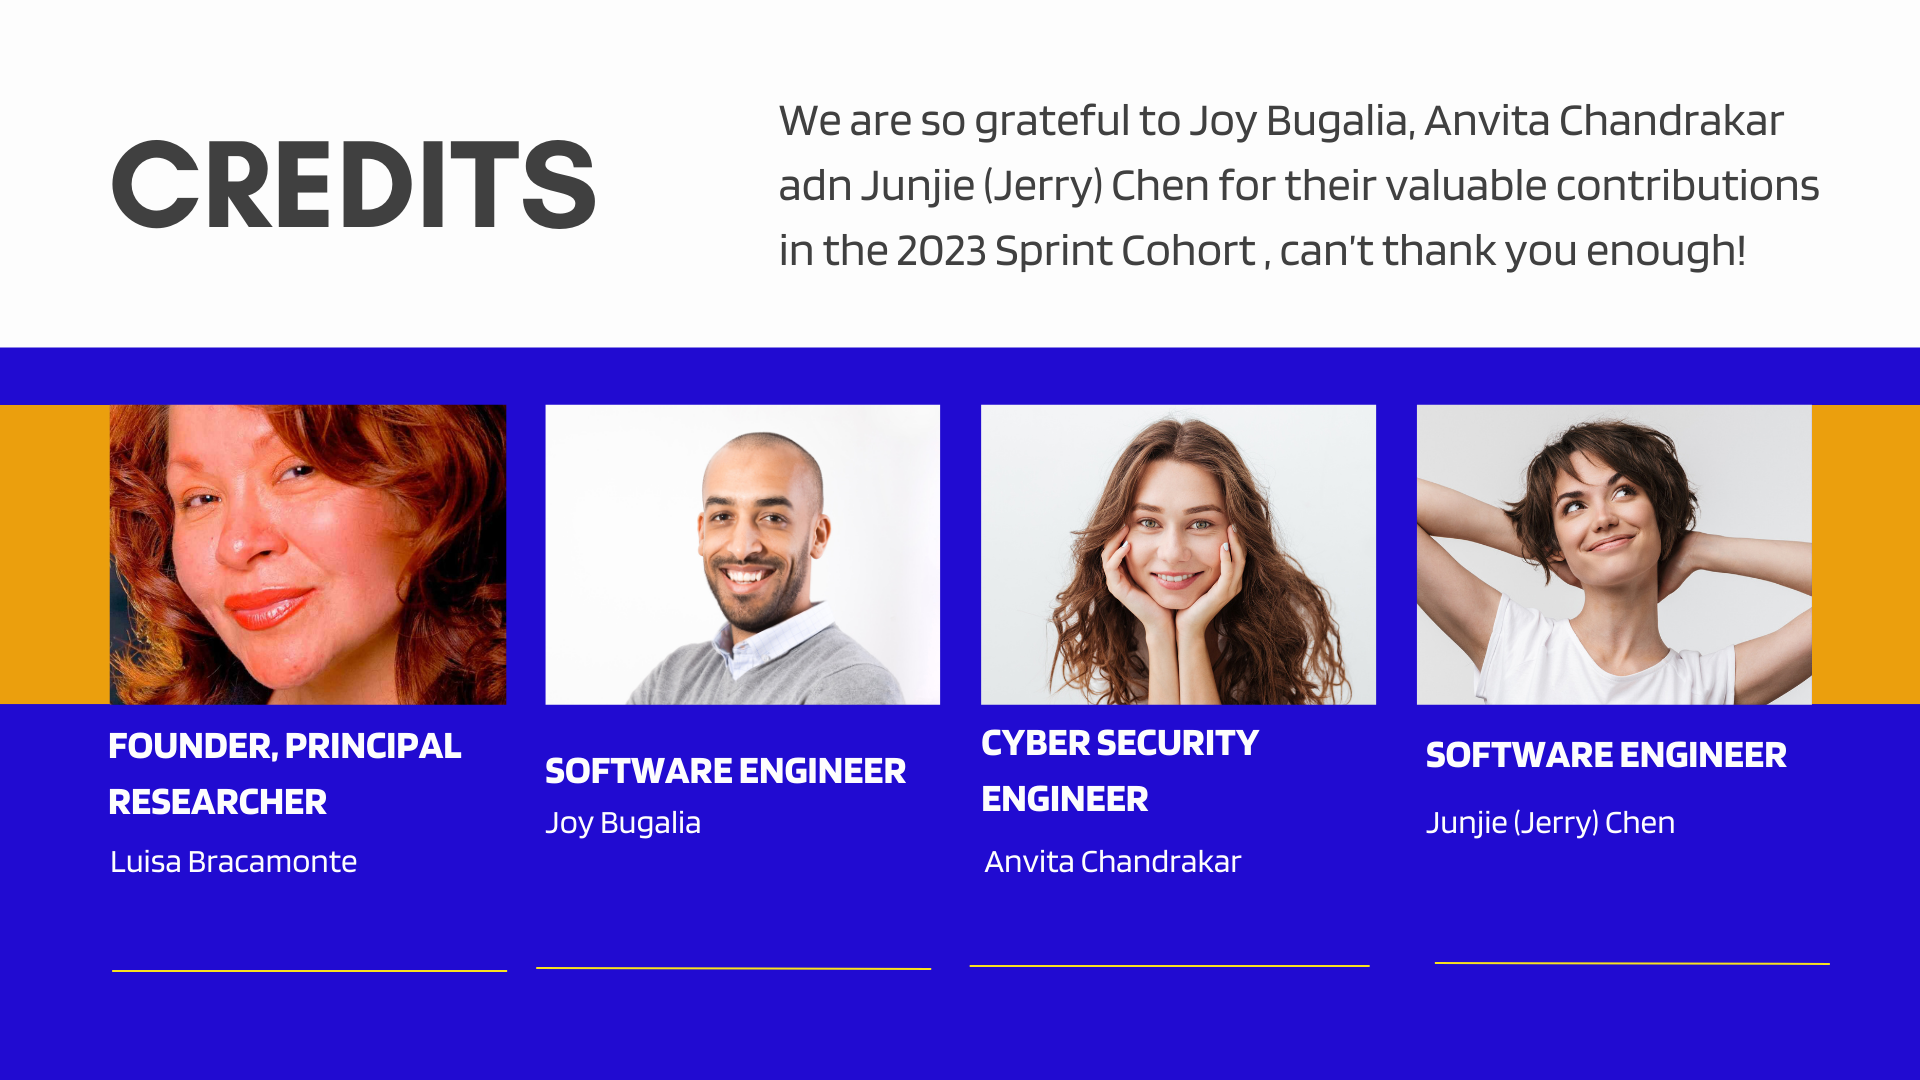 CREDITS
We are so grateful to Joy Bugalia, Anvita Chandrakar
adn Junjie (Jerry) Chen for their valuable contributions
in the 2023 Sprint Cohort , can't thank you enough!
FOUNDER, PRINCIPAL
RESEARCHER
Luisa Bracamonte
SOFTWARE ENGINEER
Joy Bugalia
CYBER SECURITY
ENGINEER
Anvita Chandrakar
SOFTWARE ENGINEER
Junjie (Jerry) Chen